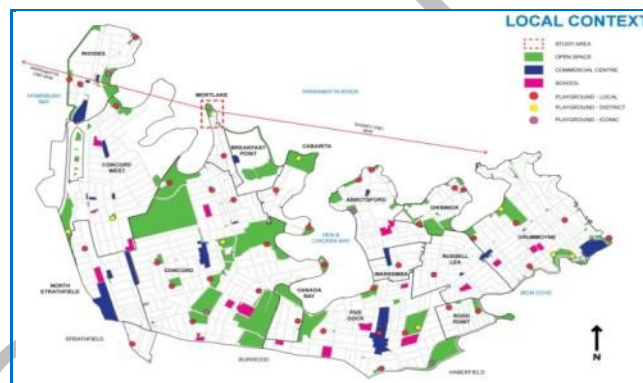 LOCAL CONTEXT
STUDY AREA
OPEN SPACE
COMMERCIAL CENTRE
SCHOOL
PLAYGROUND - LOCAL
PLAYGROUND - DISTRICT
PLAYGROUND - ICONIC
RHODES
HOMEBUSH
BAY
MORTLAKE
PARRAMATTA RIVER
CONCORD
WEST
BREAKFAST
POINT
CABARITA
ABBOTSFORD
CHISWICK
HEN &
CHICKEN BAY
DRUMMOYNE
RUSSELL
LEA
WAREEMBA
CONCORD
NORTH
STRATHFIELD
CANADA
BAY
FIVE
DOCK
RODD
POINT
IRON COVE
STRATHFIELD
BURWOOD
HABERFIELD
N